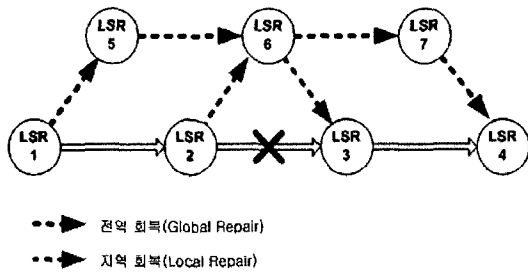 LSR
5
LSR
6
LSR
7
LSR
1
LSR
2
LSR
3
LSR
4
전역 회복(Global Repair)
지역 회복(Local Repair)